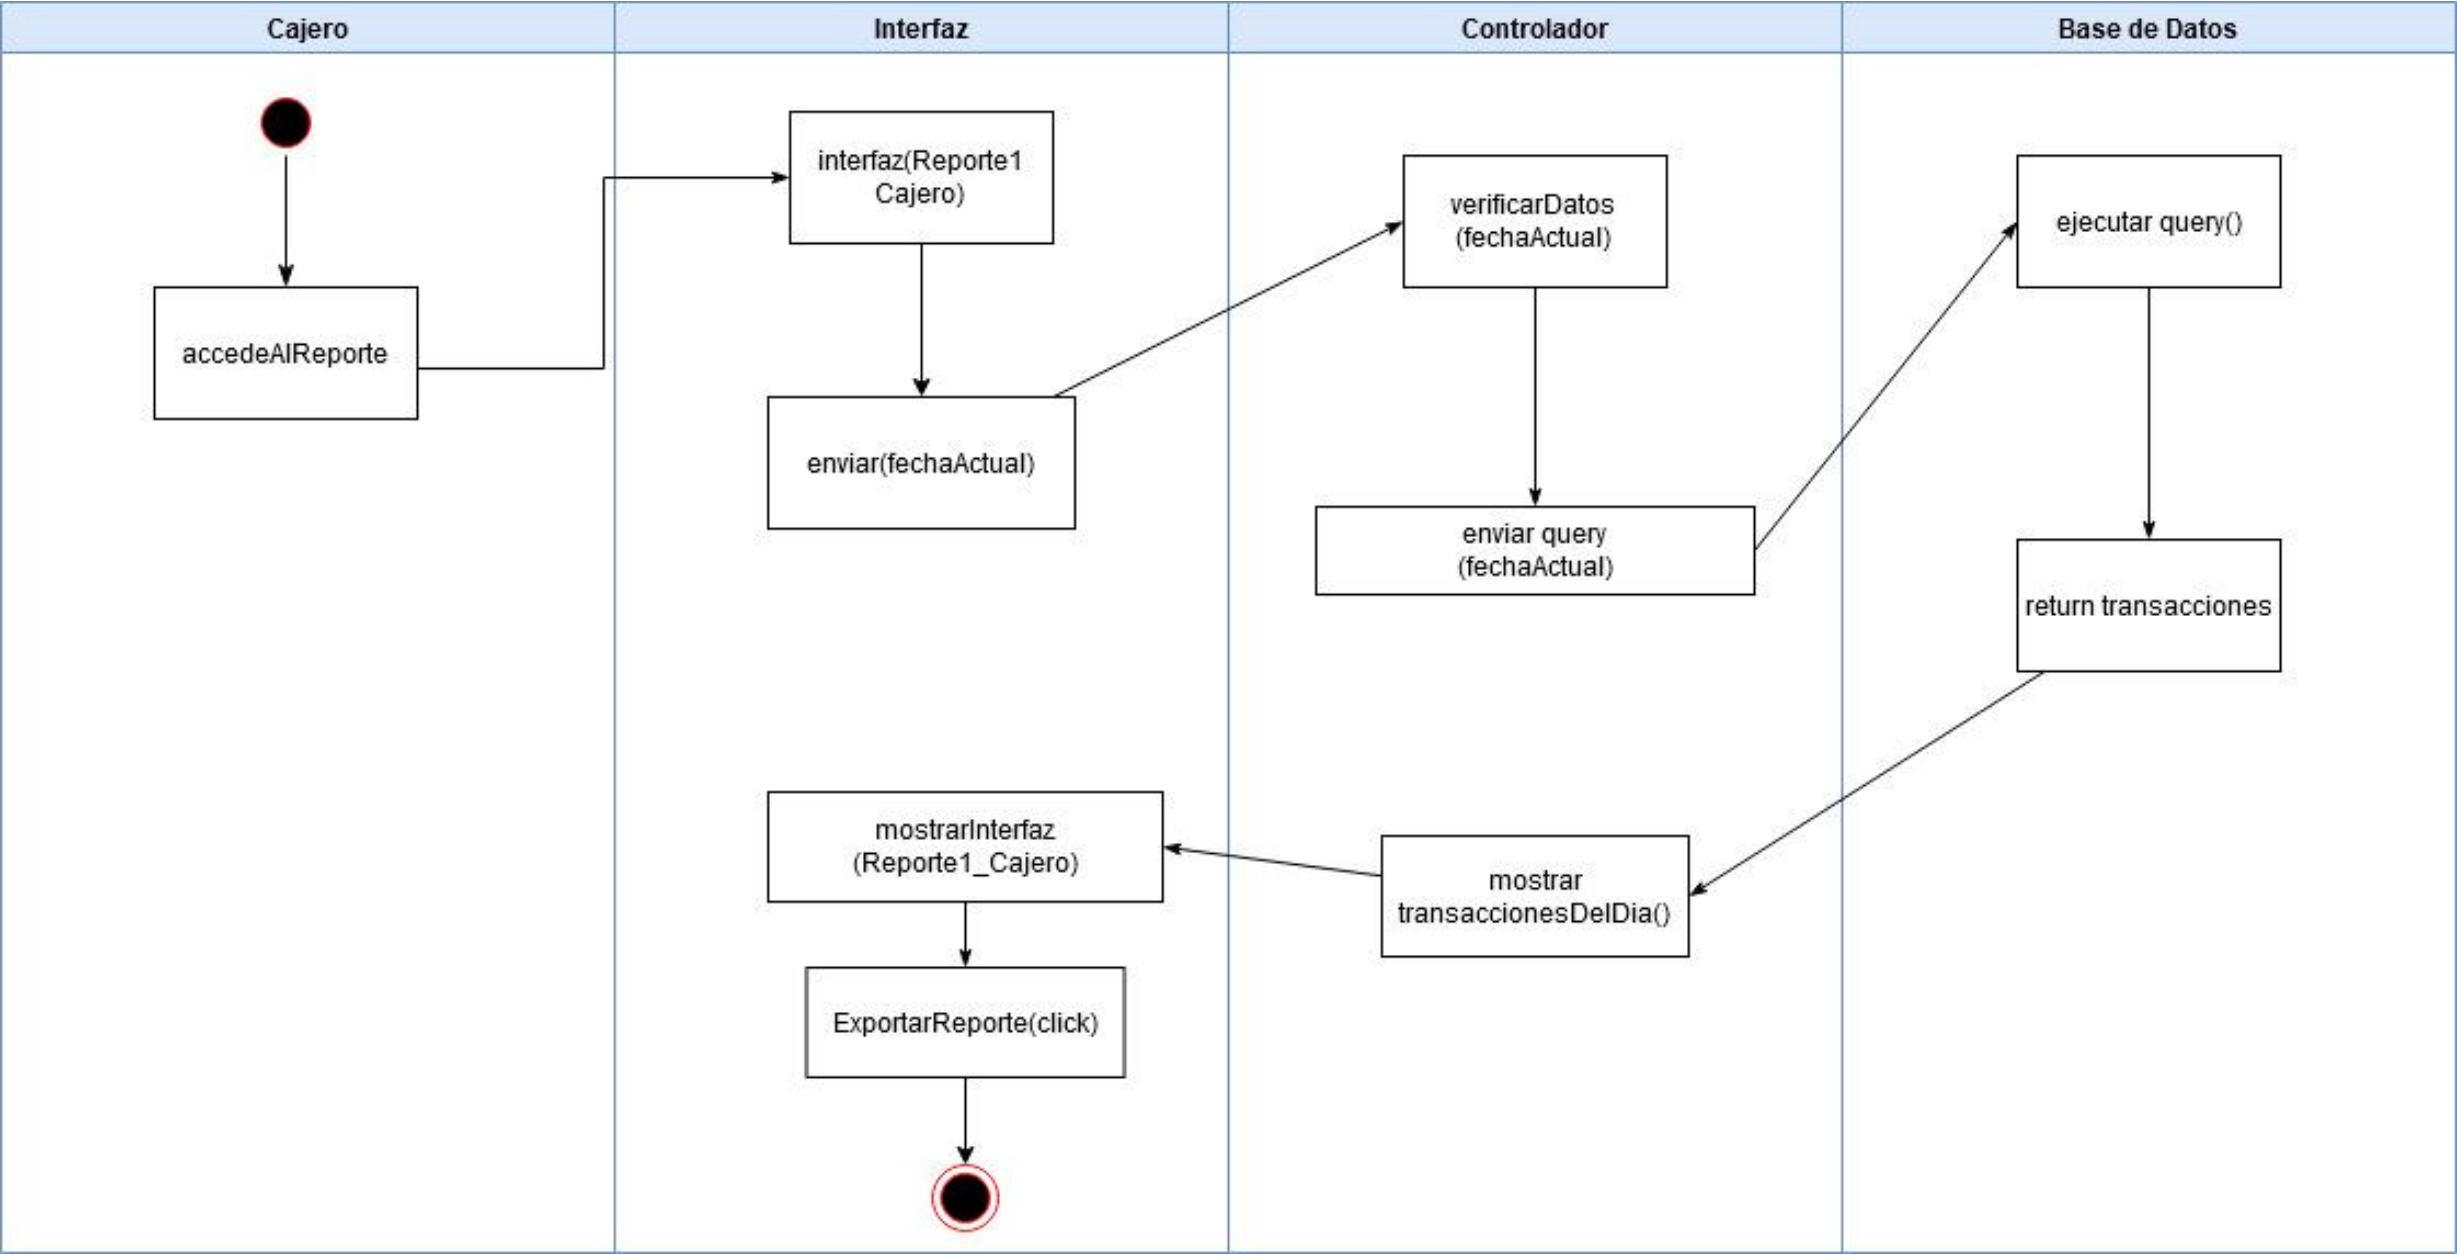 Cajero
Interfaz
Controlador
Base de Datos
accedeAlReporte
interfaz(Reporte1
Cajero)
enviar(fechaActual)
verificarDatos
(fechaActual)
enviar query
(fechaActual)
ejecutar query()
return transacciones
mostrar
transaccionesDelDia()
mostrarInterfaz
(Reporte1_Cajero)
ExportarReporte(click)